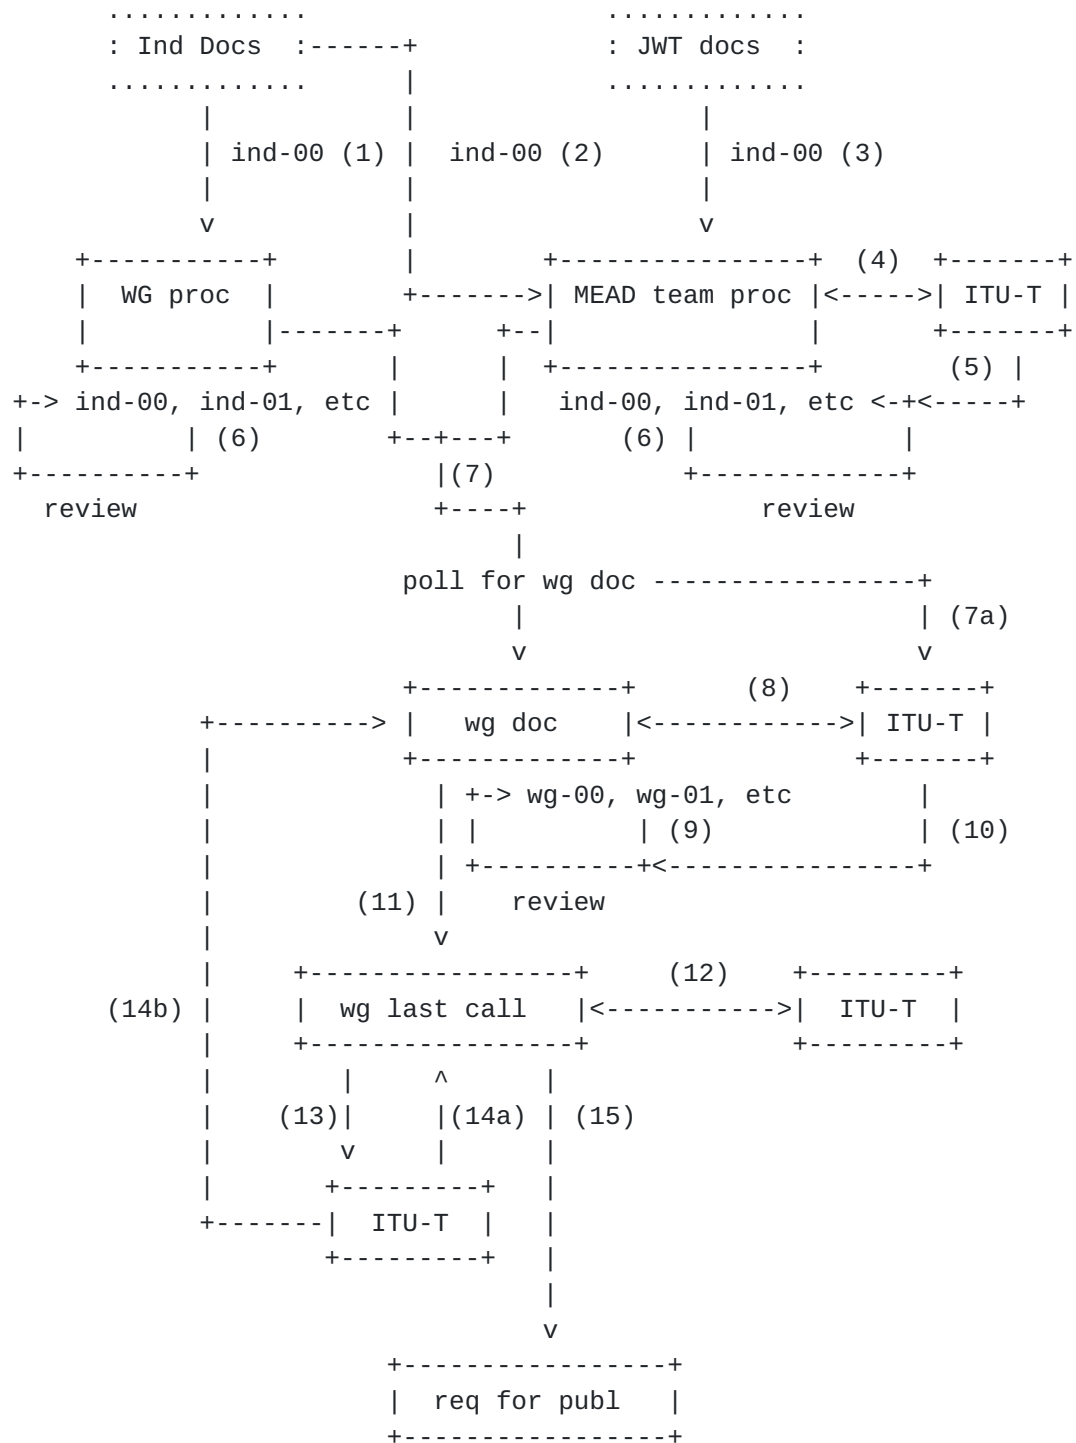 : Ind Docs : : JWT docs :
ind-00 (1) ind-00 (2) ind-00 (3)
(4)
WG proc MEAD team proc ITU-T
(5)
ind-00, ind-01, etc ind-00, ind-01, etc
(6) (6)
(7)
review review
poll for wg doc
(7a)
v v
(8)
wg doc ITU-T
wg-00, wg-01, etc
(9) (10)
(11) review
v
(12)
(14b) wg last call ITU-T
(13) (14a) (15)
v
ITU-T
v
req for publ